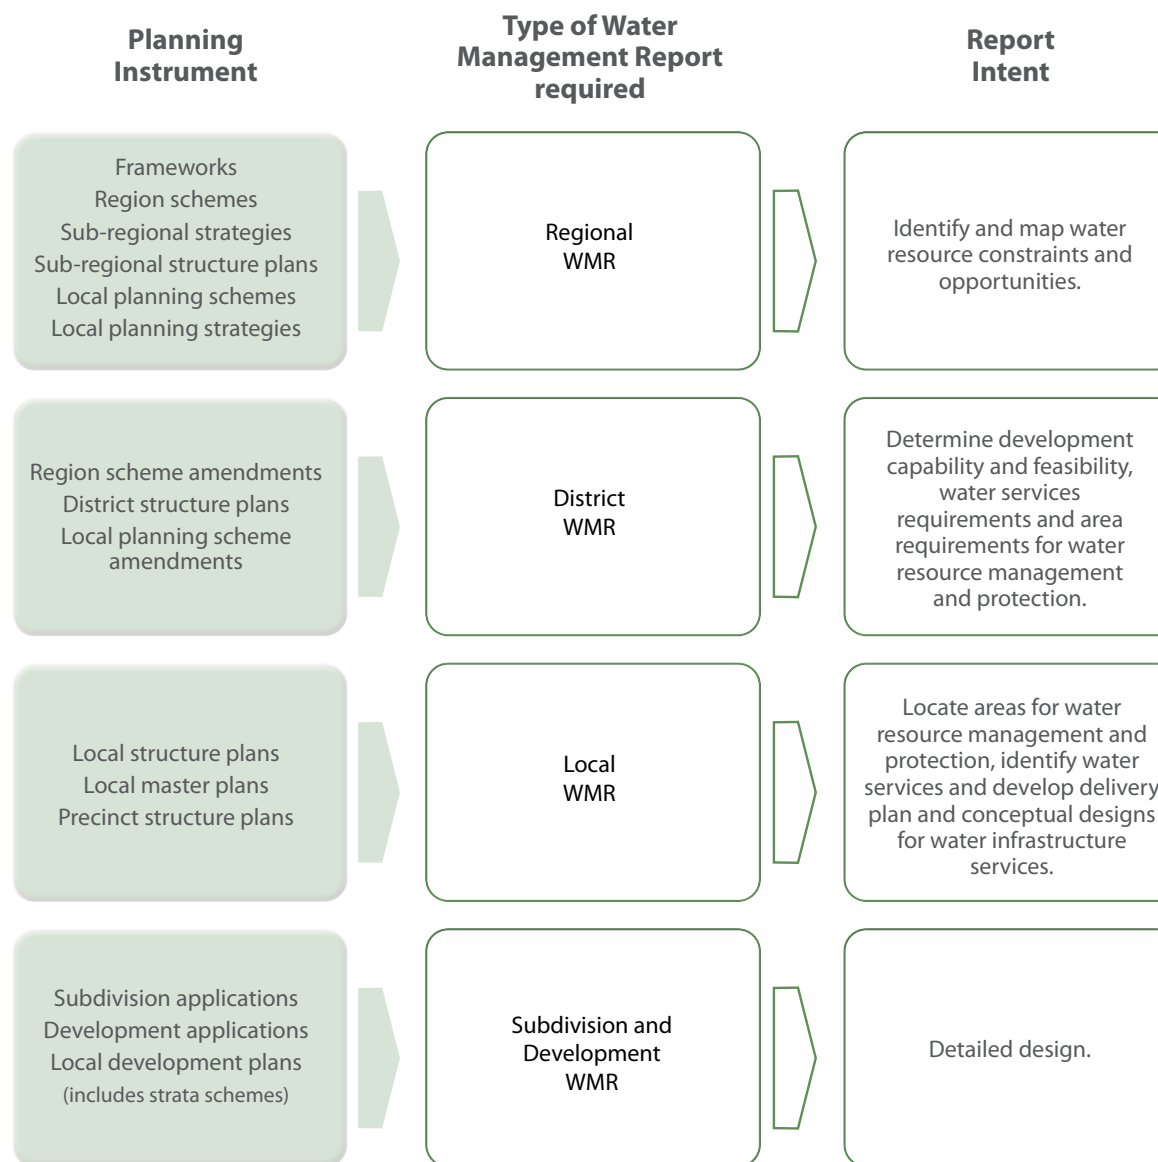 Planning
Instrument
Type of Water
Management Report
required
Report
Intent
Frameworks
Region schemes
Sub-regional strategies
Sub-regional structure plans
Local planning schemes
Local planning strategies
Regional
WMR
Identify and map water
resource constraints and
opportunities.
Region scheme amendments
District structure plans
Local planning scheme
amendments
District
WMR
Determine development
capability and feasibility,
water services
requirements and area
requirements for water
resource management
and protection.
Local structure plans
Local master plans
Precinct structure plans
Local
WMR
Locate areas for water
resource management and
protection, identify water
services and develop delivery
plan and conceptual designs
for water infrastructure
services.
Subdivision applications
Development applications
Local development plans
(includes strata schemes)
Subdivision and
Development
WMR
Detailed design.